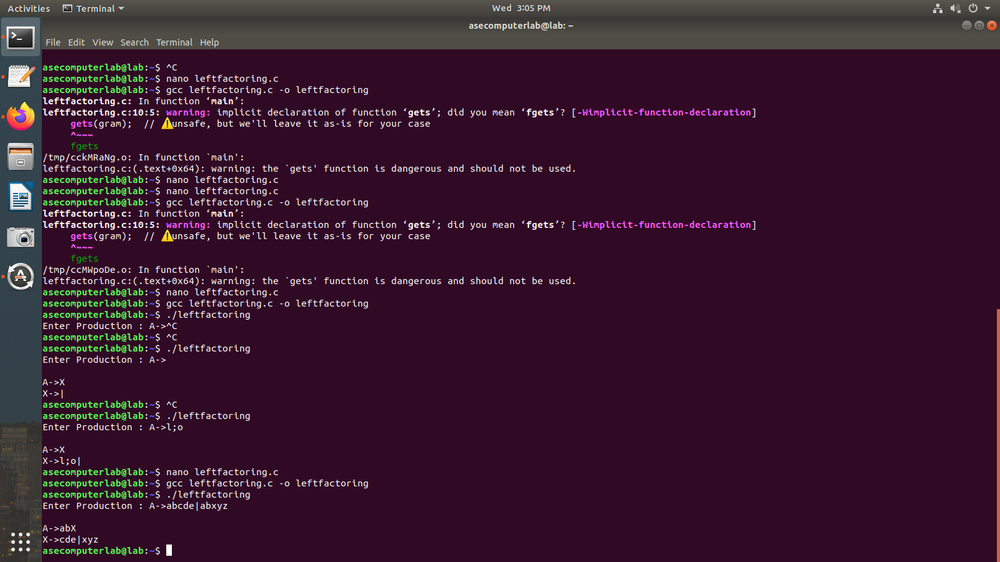 Activities Terminal Wed 3:05 PM
asecomputerlab@lab: ~
File Edit View Search Terminal Help
asecomputerlab@lab:~$ ^C
asecomputerlab@lab:~$ nano leftfactoring.c
asecomputerlab@lab:~$ gcc leftfactoring.c -o leftfactoring
leftfactoring.c: In function ‘main’:
leftfactoring.c:10:5: warning: implicit declaration of function ‘gets’; did you mean ‘fgets’? [-Wimplicit-function-declaration]
     gets(gram);  // ⚠️unsafe, but we'll leave it as-is for your case
     ^~~~
     fgets
/tmp/cckMRaNg.o: In function `main':
leftfactoring.c:(.text+0x64): warning: the `gets' function is dangerous and should not be used.
asecomputerlab@lab:~$ nano leftfactoring.c
asecomputerlab@lab:~$ nano leftfactoring.c
asecomputerlab@lab:~$ gcc leftfactoring.c -o leftfactoring
leftfactoring.c: In function ‘main’:
leftfactoring.c:10:5: warning: implicit declaration of function ‘gets’; did you mean ‘fgets’? [-Wimplicit-function-declaration]
     gets(gram);  // ⚠️unsafe, but we'll leave it as-is for your case
     ^~~~
     fgets
/tmp/ccMWpoDe.o: In function `main':
leftfactoring.c:(.text+0x64): warning: the `gets' function is dangerous and should not be used.
asecomputerlab@lab:~$ nano leftfactoring.c
asecomputerlab@lab:~$ gcc leftfactoring.c -o leftfactoring
asecomputerlab@lab:~$ ./leftfactoring
Enter Production : A->^C
asecomputerlab@lab:~$ ^C
asecomputerlab@lab:~$ ./leftfactoring
Enter Production : A->
A->X
X->|
asecomputerlab@lab:~$ ^C
asecomputerlab@lab:~$ ./leftfactoring
Enter Production : A->l;o
A->X
X->l;o|
asecomputerlab@lab:~$ nano leftfactoring.c
asecomputerlab@lab:~$ gcc leftfactoring.c -o leftfactoring
asecomputerlab@lab:~$ ./leftfactoring
Enter Production : A->abcde|abxyz
A->abX
X->cde|xyz
asecomputerlab@lab:~$